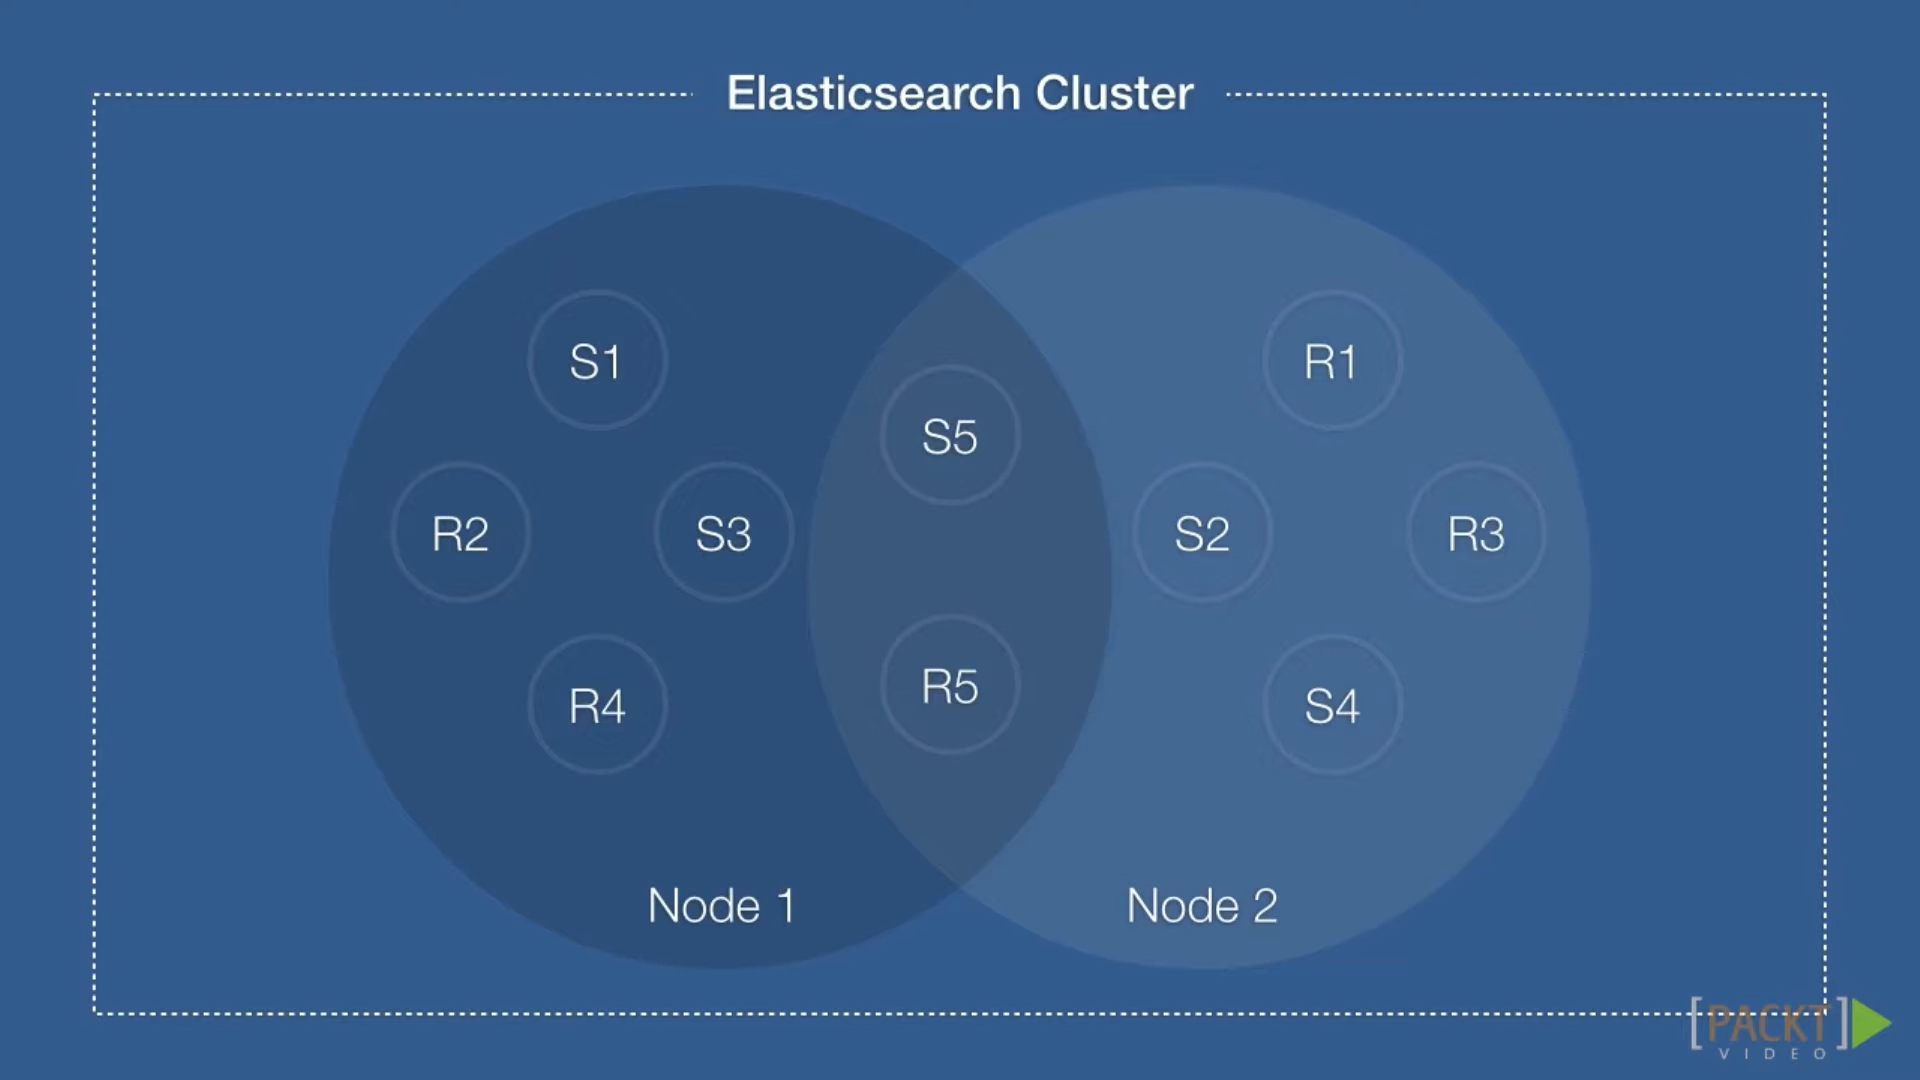 Elasticsearch Cluster
S1
R1
S5
R2
S3
S2
R3
R4
R5
S4
Node 1
Node 2
[PACKT]
VIDEO